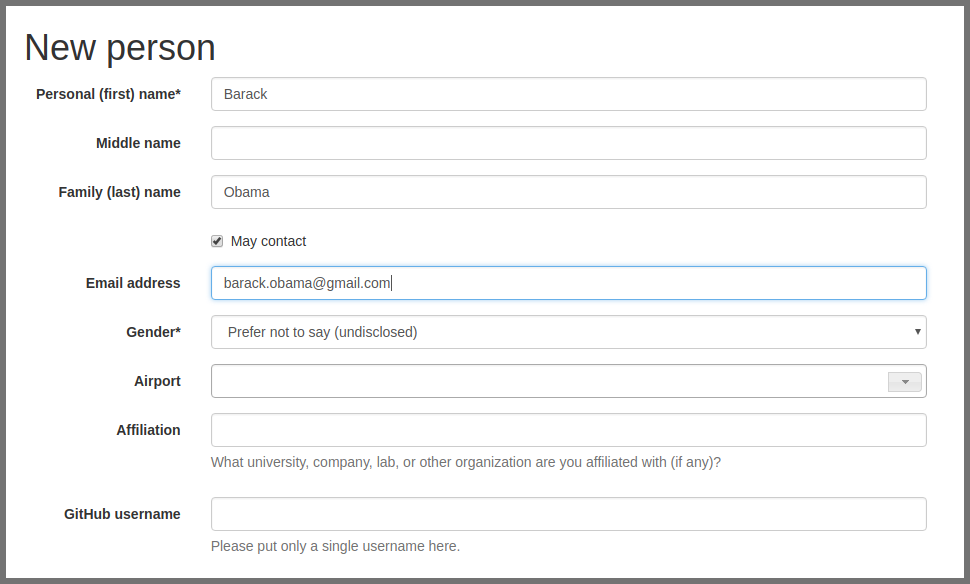 New person
Personal (first) name* Barack
Middle name
Family (last) name Obama
May contact
Email address barack.obama@gmail.com
Gender* Prefer not to say (undisclosed)
Airport
Affiliation
What university, company, lab, or other organization are you affiliated with (if any)?
GitHub username
Please put only a single username here.